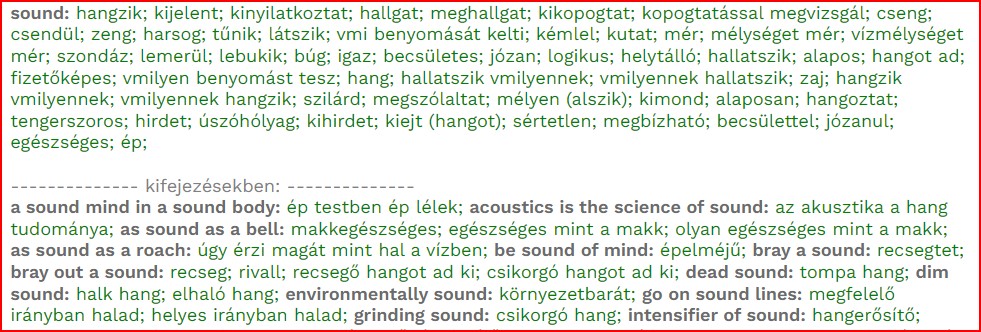 sound: hangzik; kijelent; kinyilatkoztat; hallgat; meghallgat; kikopogtat; kopogtatással megvizsgál; cseng;
csendül; zeng; harsog; tűnik; látszik; vmi benyomását kelti; kémlel; kutat; mér; mélységet mér; vízmélységet
mér; szondáz; lemerül; lebukik; búg; igaz; becsületes; józan; logikus; helytálló; hallatszik; alapos; hangot ad;
fizetőképes; vmilyen benyomást tesz; hang; hallatszik vmilyennek; vmilyennek hallatszik; zaj; hangzik
vmilyennek; vmilyennek hangzik; szilárd; megszólaltat; mélyen (alszik); kimond; alaposan; hangoztat;
tengerszoros; hirdet; úszóhólyag; kihirdet; kiejt (hangot); sértetlen; megbízható; becsülettel; józanul;
egészséges; ép;
-------------- kifejezésekben: --------------
a sound mind in a sound body: ép testben ép lélek; acoustics is the science of sound: az akusztika a hang
tudománya; as sound as a bell: makkegészséges; egészséges mint a makk; olyan egészséges mint a makk;
as sound as a roach: úgy érzi magát mint hal a vízben; be sound of mind: épelméjű; bray a sound: recsegtet;
bray out a sound: recseg; rivall; recsegő hangot ad ki; csikorgó hangot ad ki; dead sound: tompa hang; dim
sound: halk hang; elhaló hang; environmentally sound: környezetbarát; go on sound lines: megfelelő
irányban halad; helyes irányban halad; grinding sound: csikorgó hang; intensifier of sound: hangerősítő;